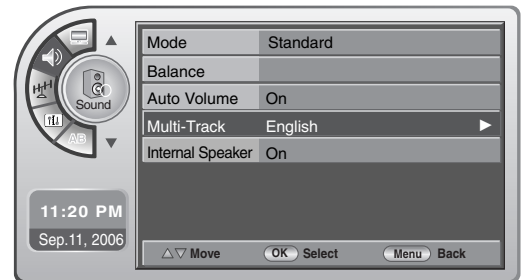 Sound
AB
11:20 PM
Sep.11, 2006
Mode Standard
Balance
Auto Volume On
Multi-Track English
Internal Speaker On
Move OK Select Menu Back